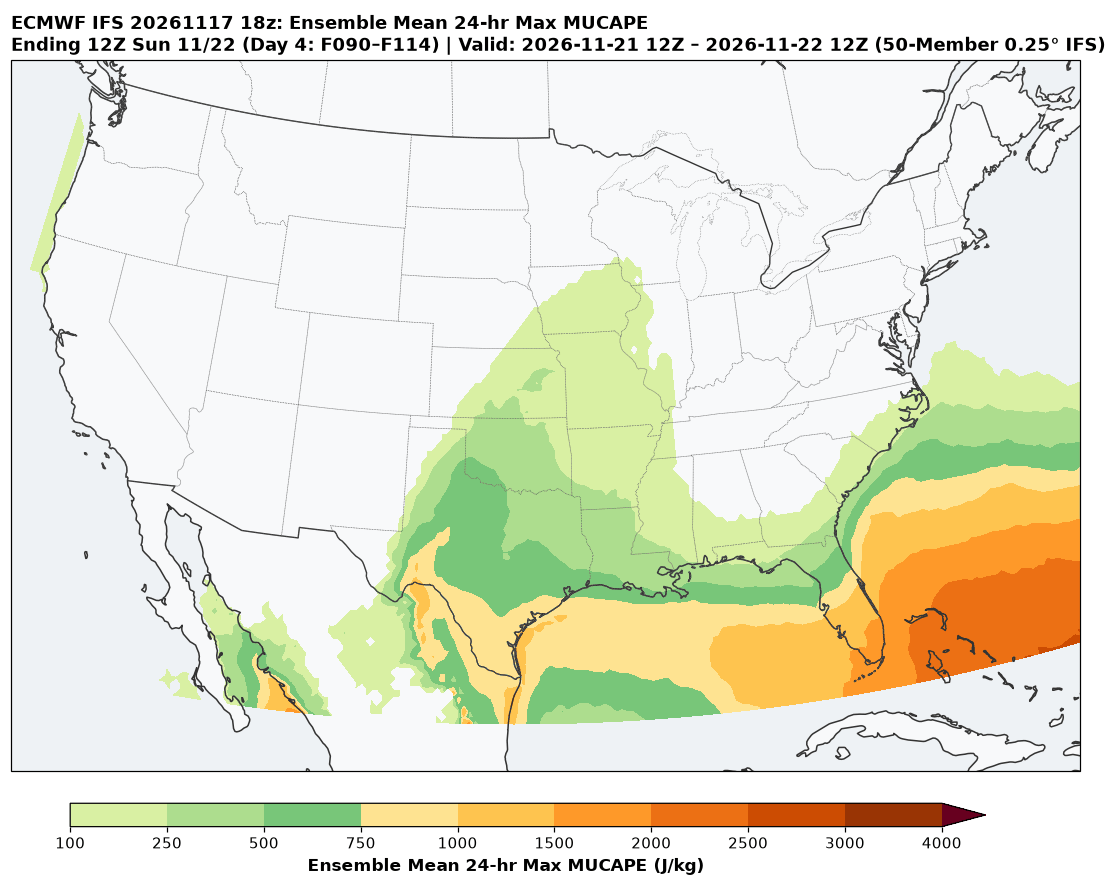 ECMWF IFS 20261117 18z: Ensemble Mean 24-hr Max MUCAPE
Ending 12Z Sun 11/22 (Day 4: F090–F114) | Valid: 2026-11-21 12Z – 2026-11-22 12Z (50-Member 0.25° IFS)
100 250 500 750 1000 1500 2000 2500 3000 4000
Ensemble Mean 24-hr Max MUCAPE (J/kg)